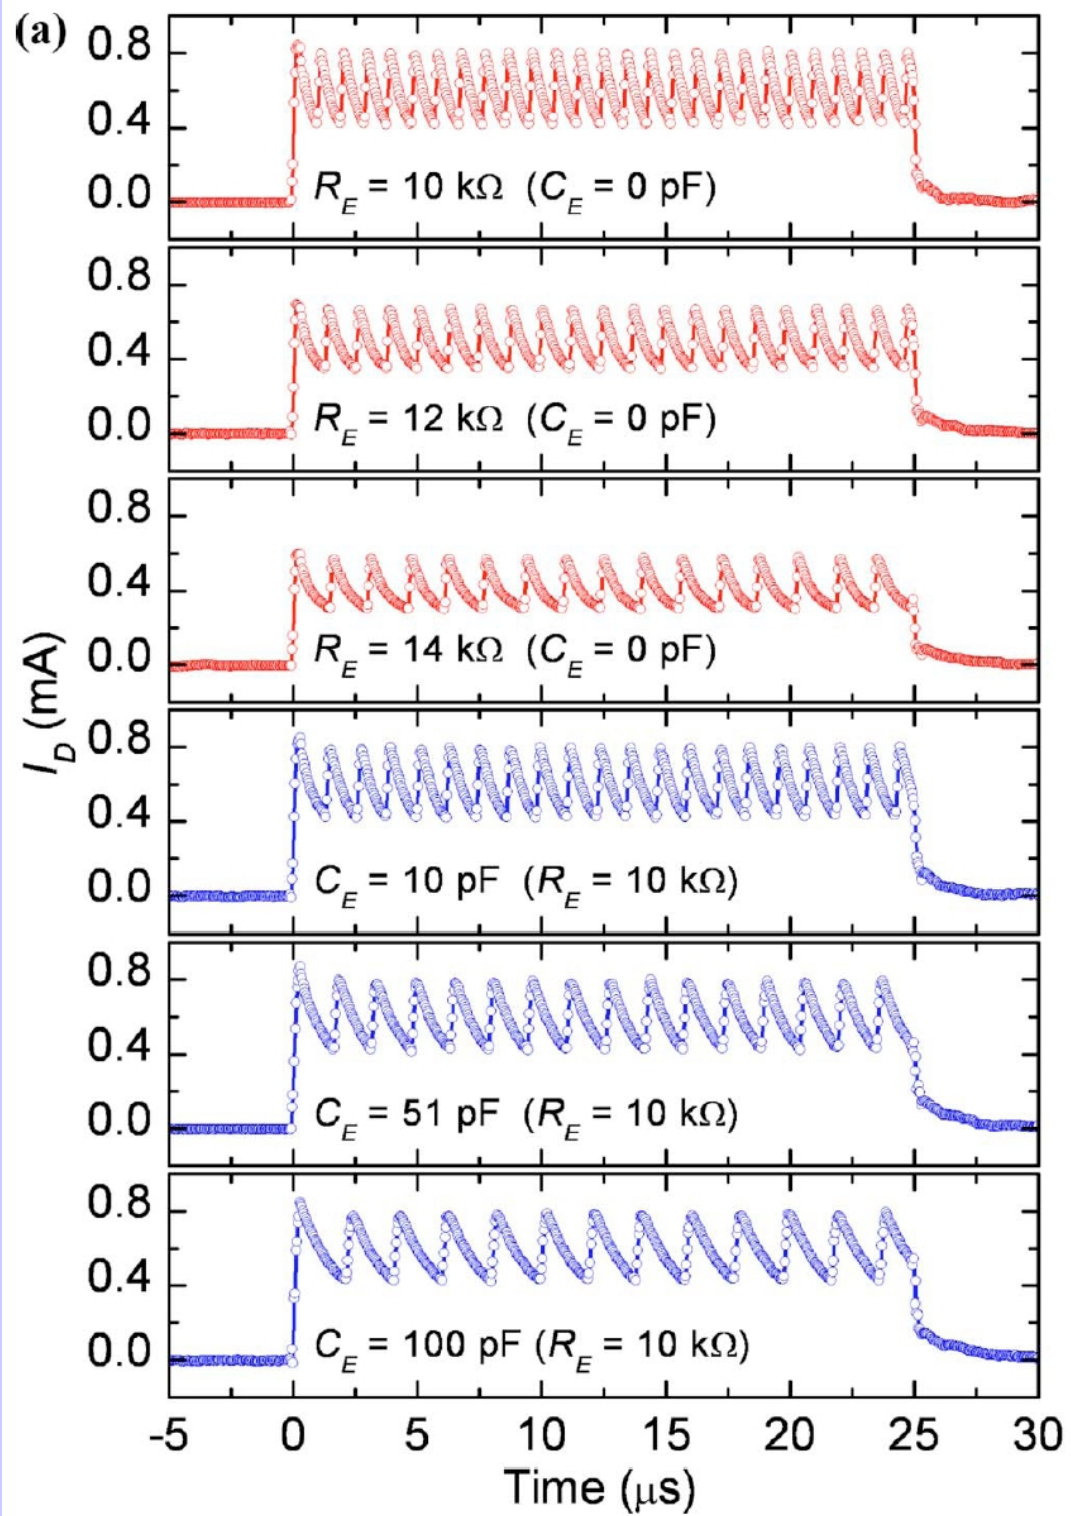 (a)
0.8
0.4
0.0
R_E = 10 kΩ (C_E = 0 pF)
0.8
0.4
0.0
R_E = 12 kΩ (C_E = 0 pF)
0.8
0.4
0.0
R_E = 14 kΩ (C_E = 0 pF)
I_D (mA)
0.8
0.4
0.0
C_E = 10 pF (R_E = 10 kΩ)
0.8
0.4
0.0
C_E = 51 pF (R_E = 10 kΩ)
0.8
0.4
0.0
C_E = 100 pF (R_E = 10 kΩ)
-5 0 5 10 15 20 25 30
Time (μs)